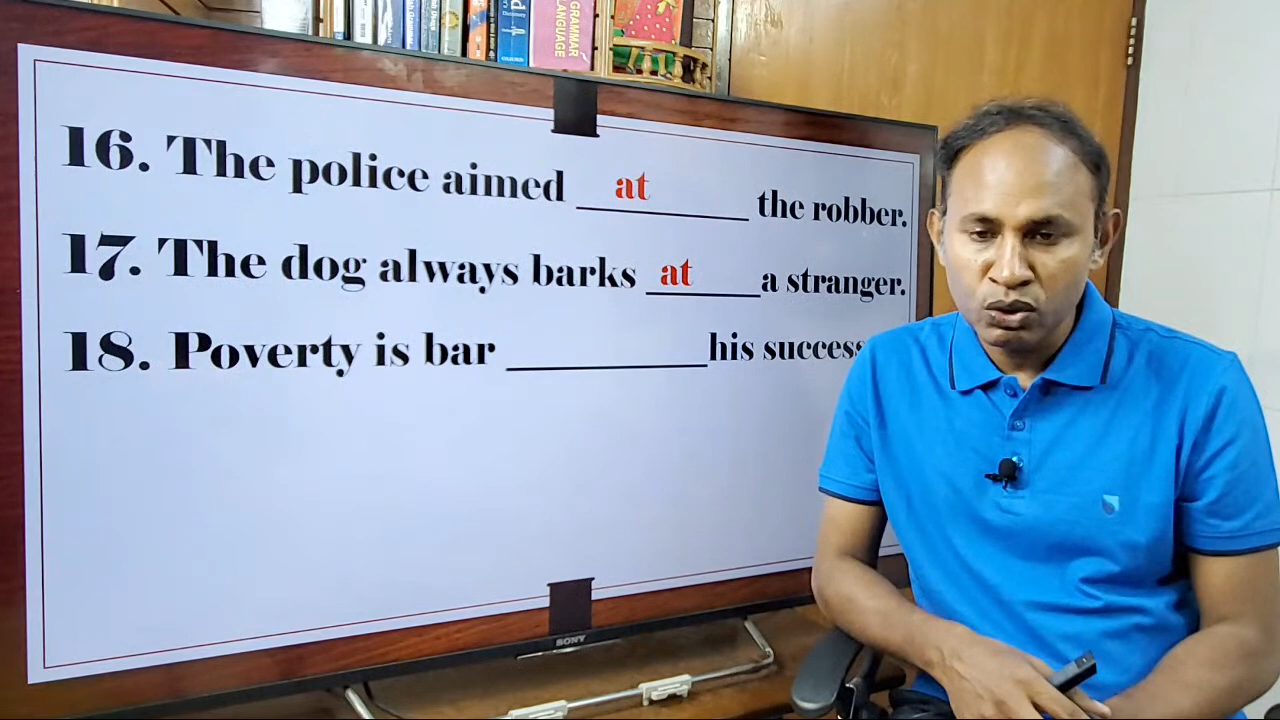 GRAMMAR
LANGUAGE
16. The police aimed at the robber.
17. The dog always barks at a stranger.
18. Poverty is bar his success
SONY